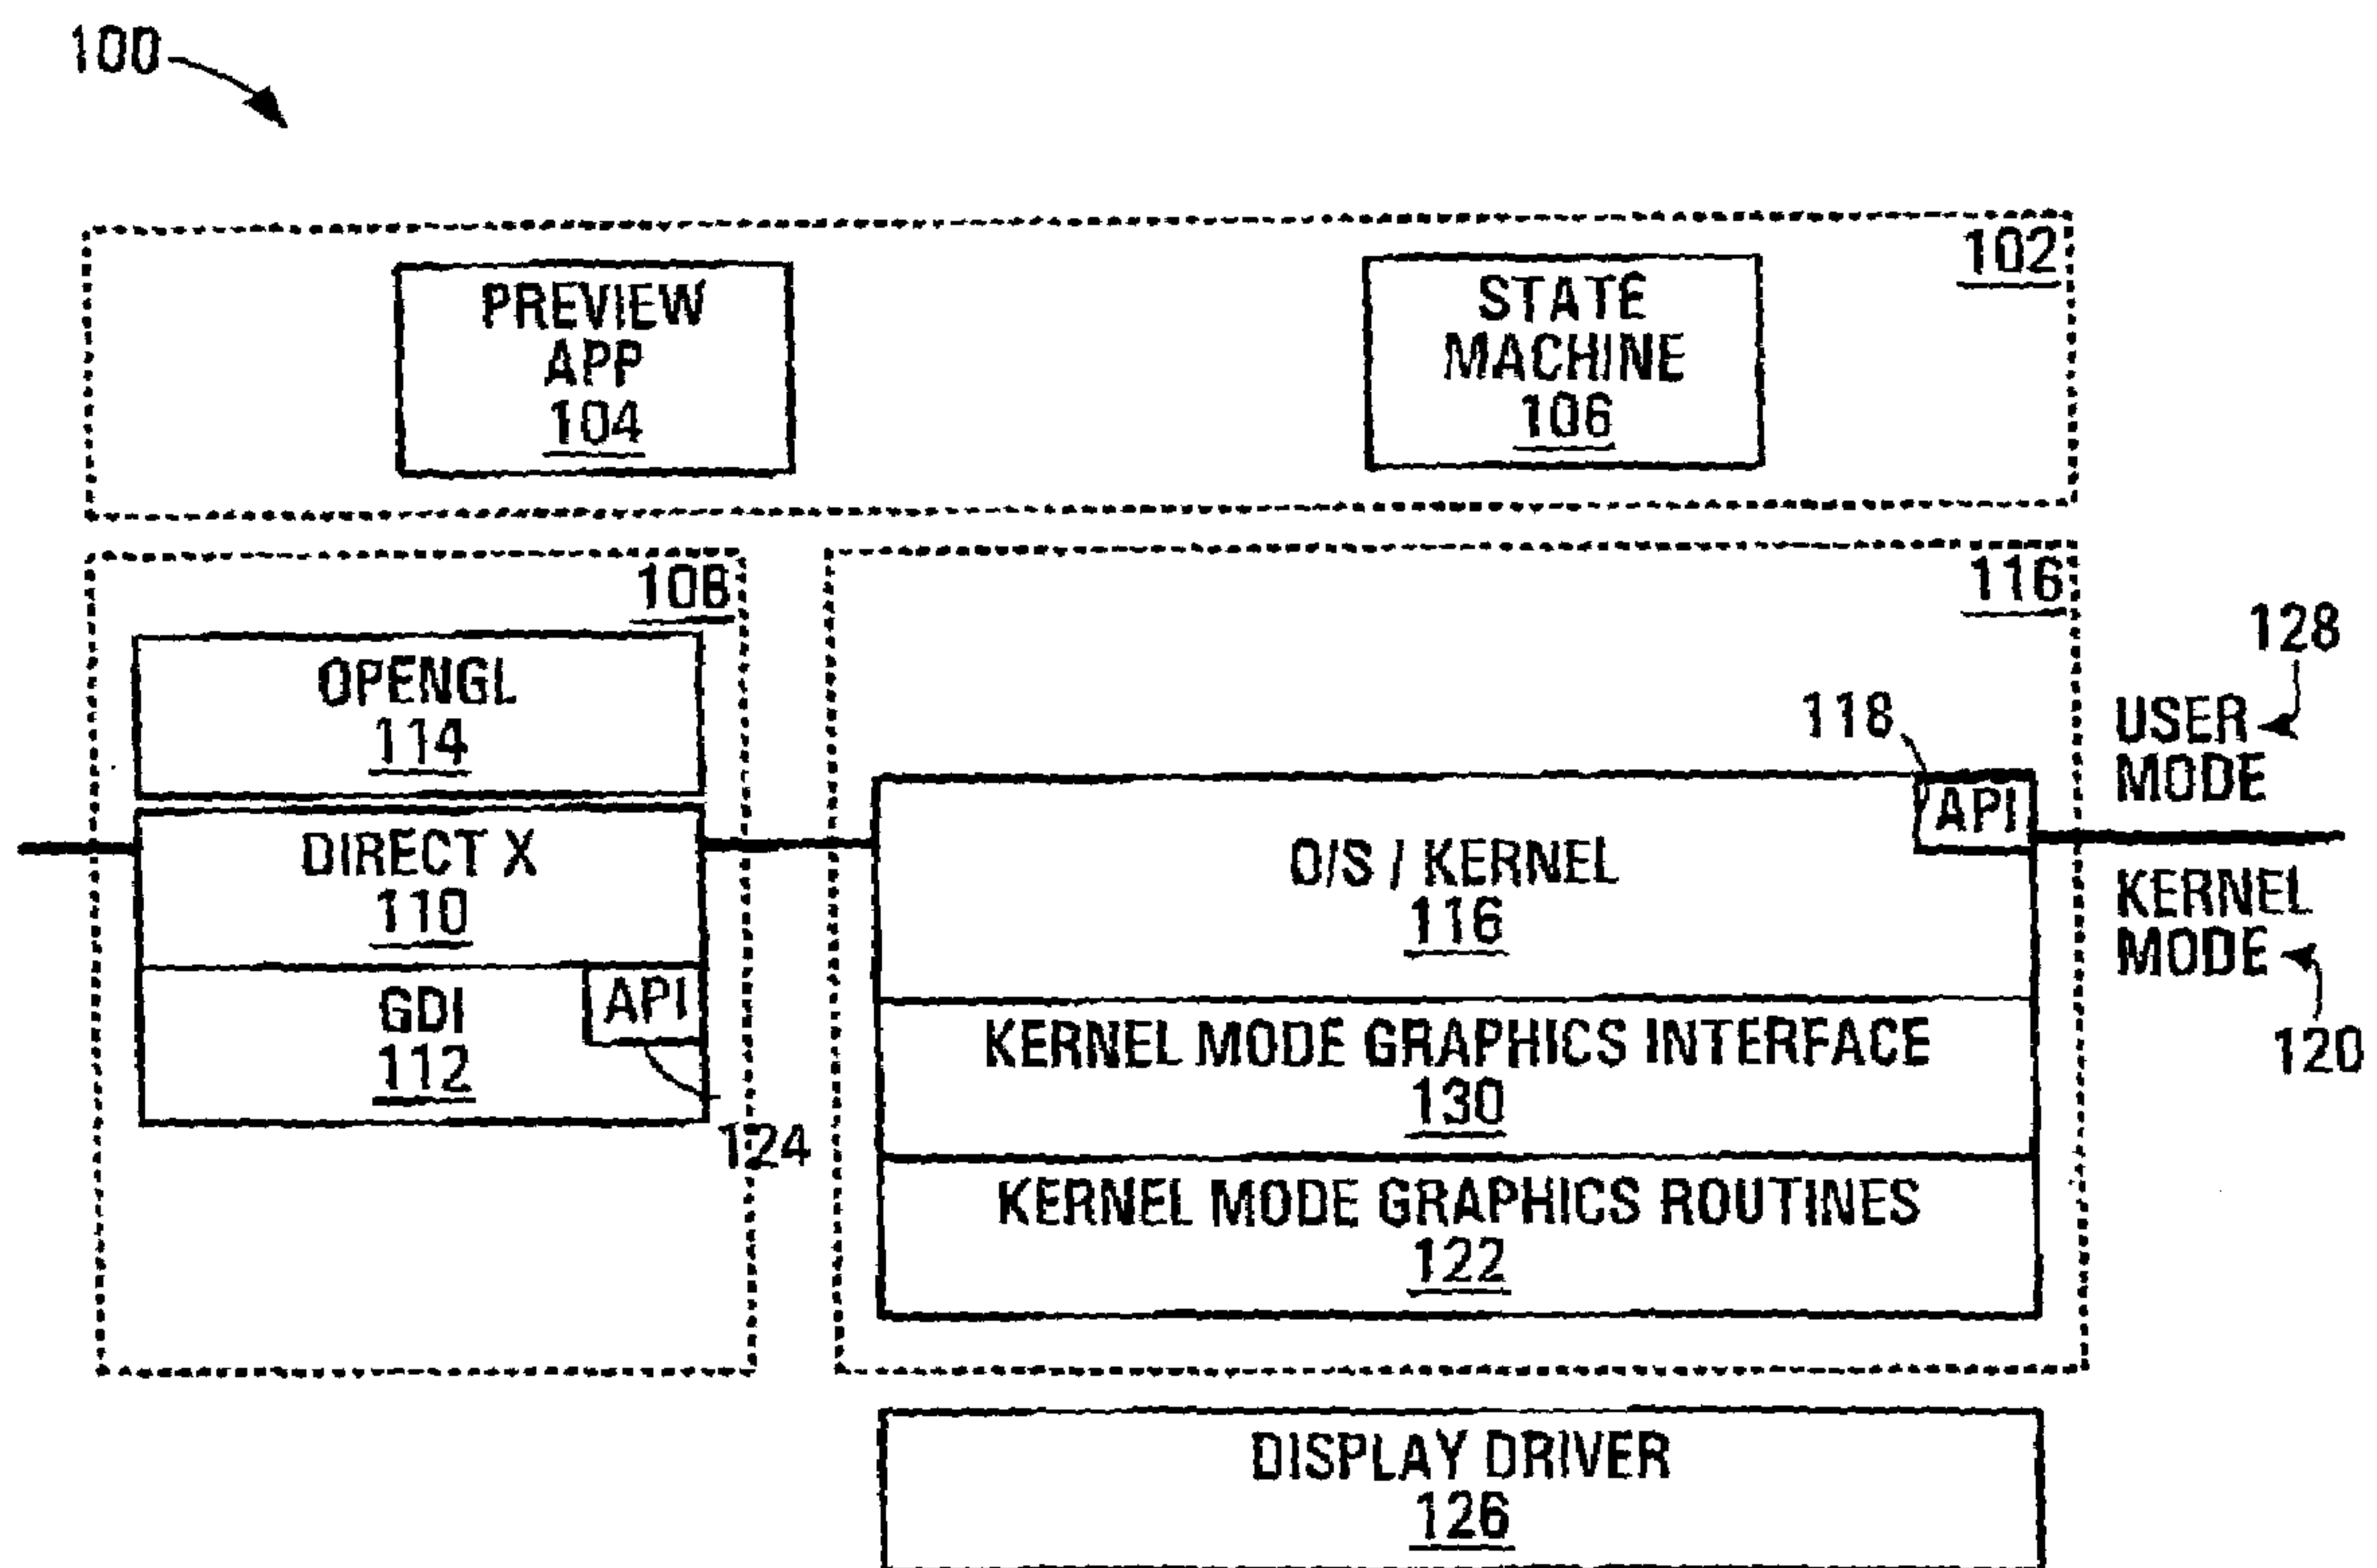 100
102
PREVIEW
APP
104
STATE
MACHINE
106
108
OPENGL
114
DIRECT X
110
GDI
112
API
124
116
118
API
O/S / KERNEL
116
KERNEL MODE GRAPHICS INTERFACE
130
KERNEL MODE GRAPHICS ROUTINES
122
128
USER
MODE
KERNEL
MODE
120
DISPLAY DRIVER
126